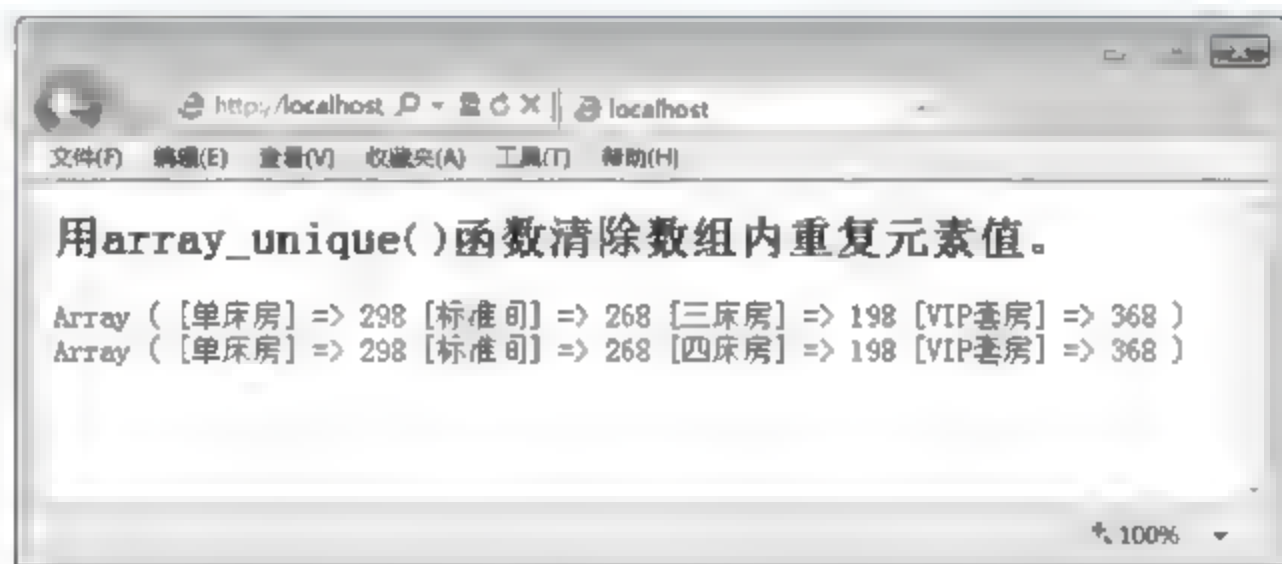 http://localhost
localhost
文件(F) 编辑(E) 查看(V) 收藏夹(A) 工具(T) 帮助(H)
用array_unique()函数清除数组内重复元素值。
Array ( [单床房] => 298 [标准间] => 268 [三床房] => 198 [VIP套房] => 368 )
Array ( [单床房] => 298 [标准间] => 268 [四床房] => 198 [VIP套房] => 368 )
100%